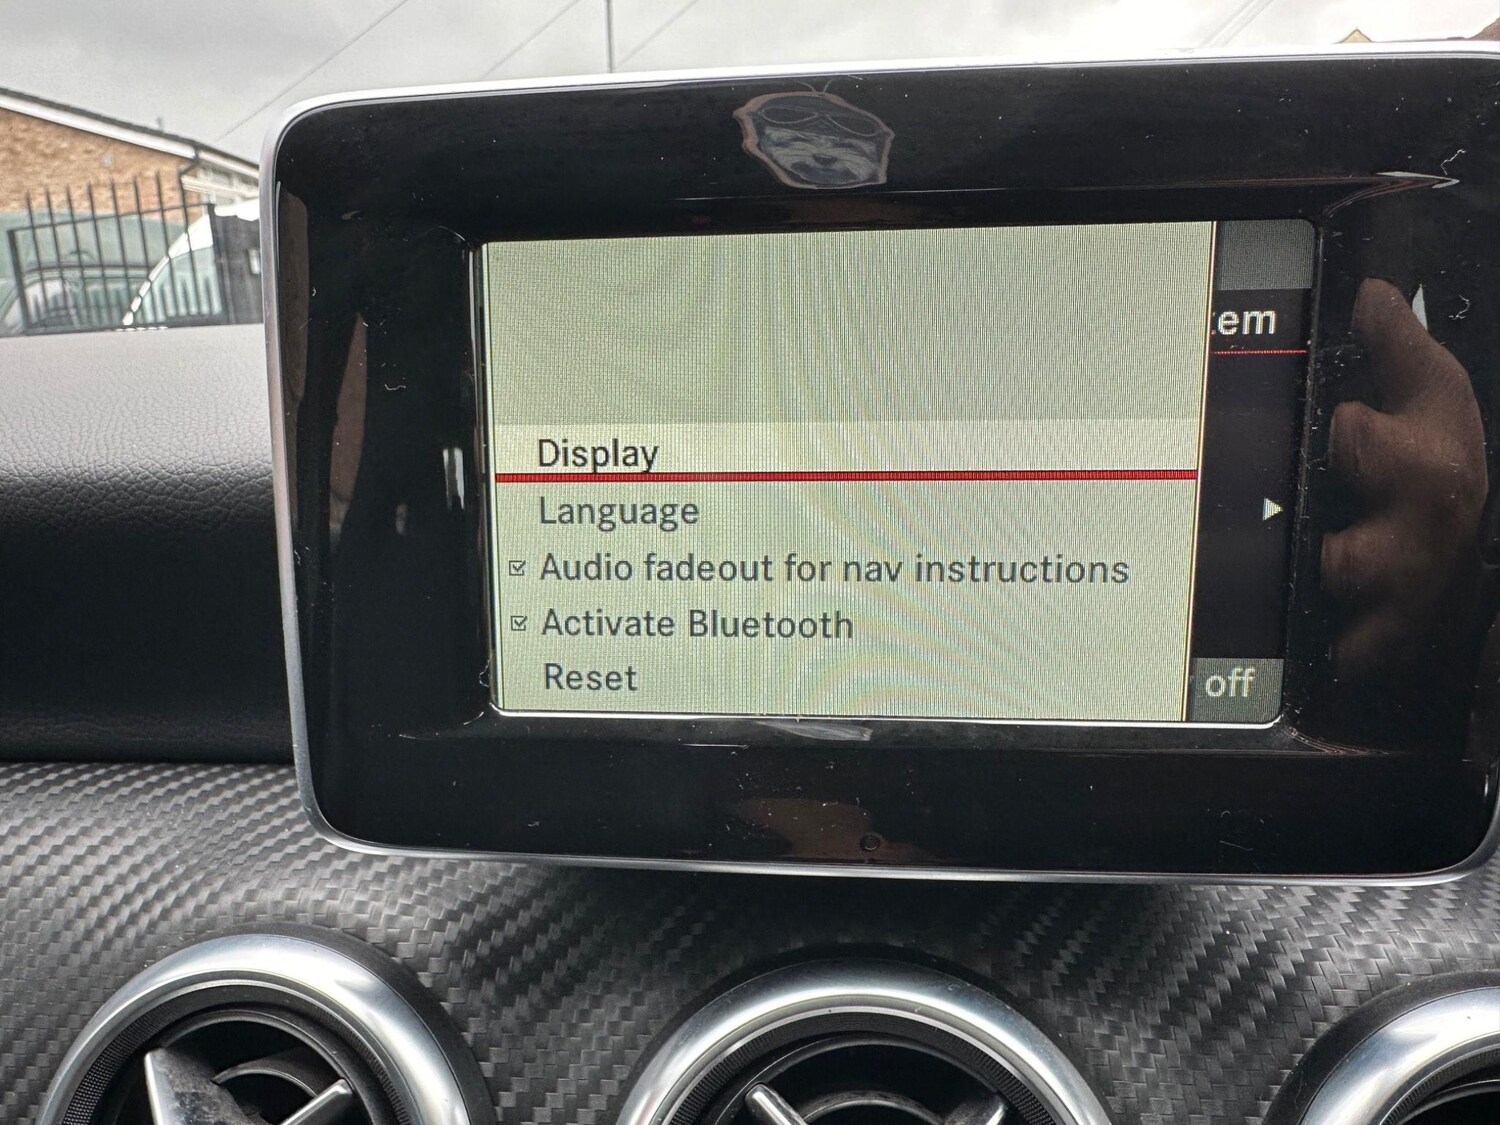 Display
Language
Audio fadeout for nav instructions
Activate Bluetooth
Reset
tem
off